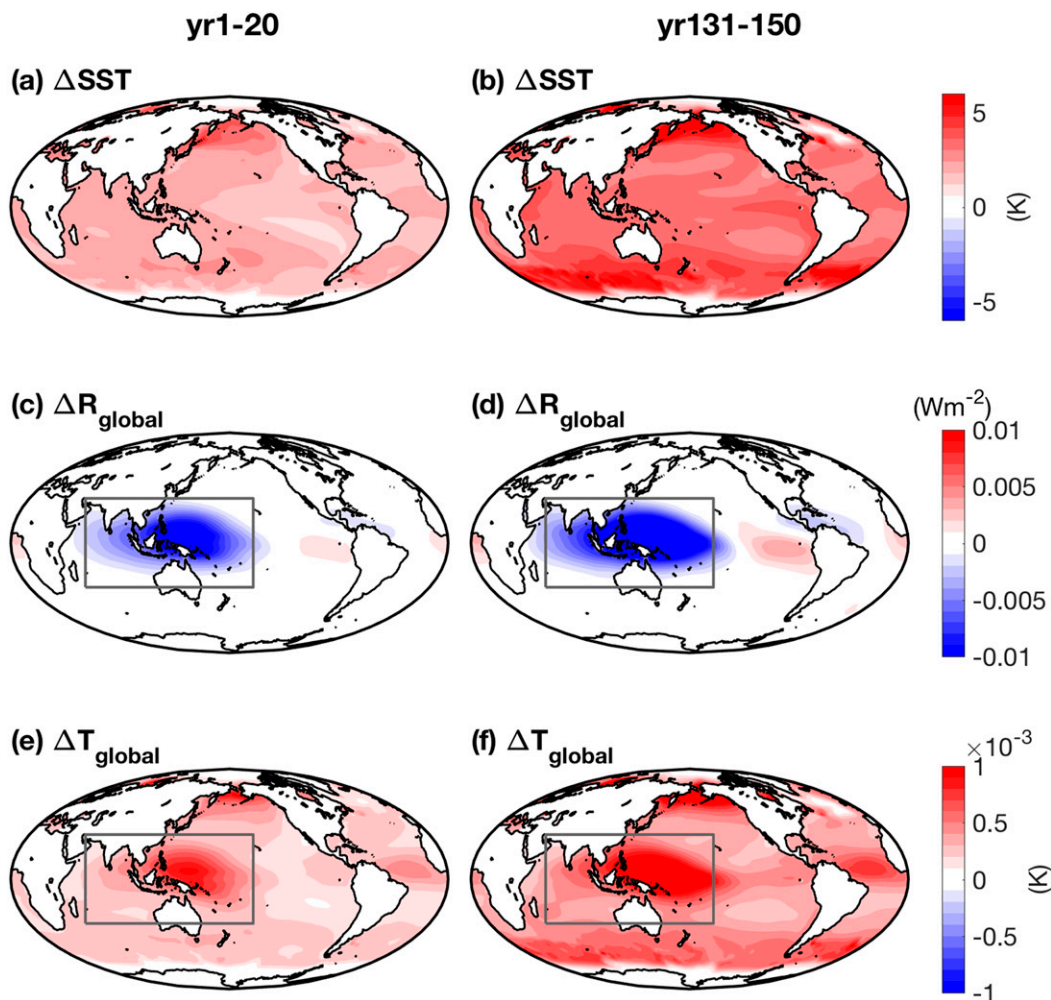 yr1-20
yr131-150
(a) ΔSST
(b) ΔSST
5
0
-5
(K)
(c) ΔR_global
(d) ΔR_global
(Wm⁻²)
0.01
0.005
0
-0.005
-0.01
(e) ΔT_global
(f) ΔT_global
×10⁻³
1
0.5
0
-0.5
-1
(K)